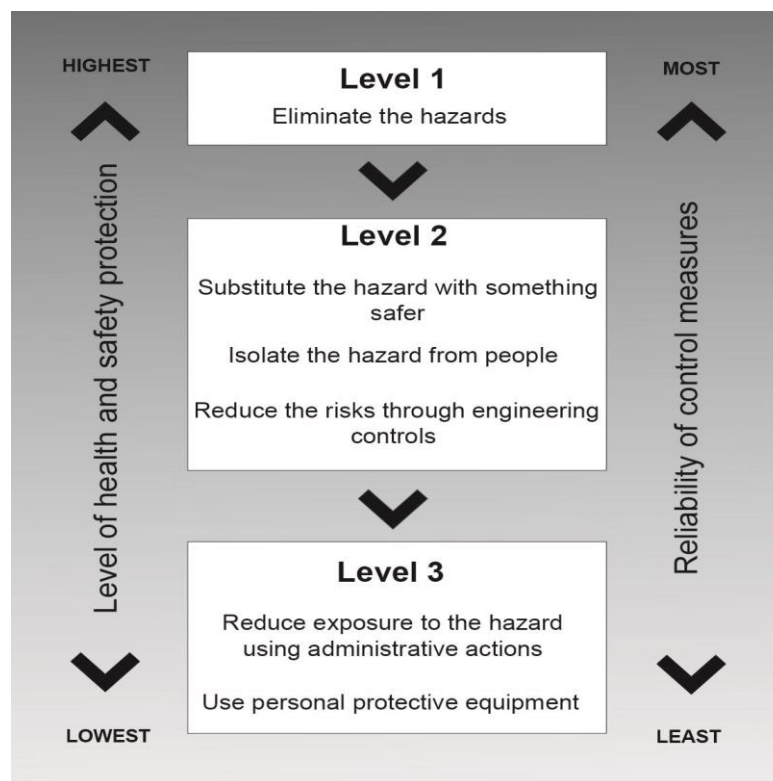 HIGHEST
MOST
Level 1
Eliminate the hazards
Level of health and safety protection
Reliability of control measures
Level 2
Substitute the hazard with something
safer
Isolate the hazard from people
Reduce the risks through engineering
controls
Level 3
Reduce exposure to the hazard
using administrative actions
Use personal protective equipment
LOWEST
LEAST